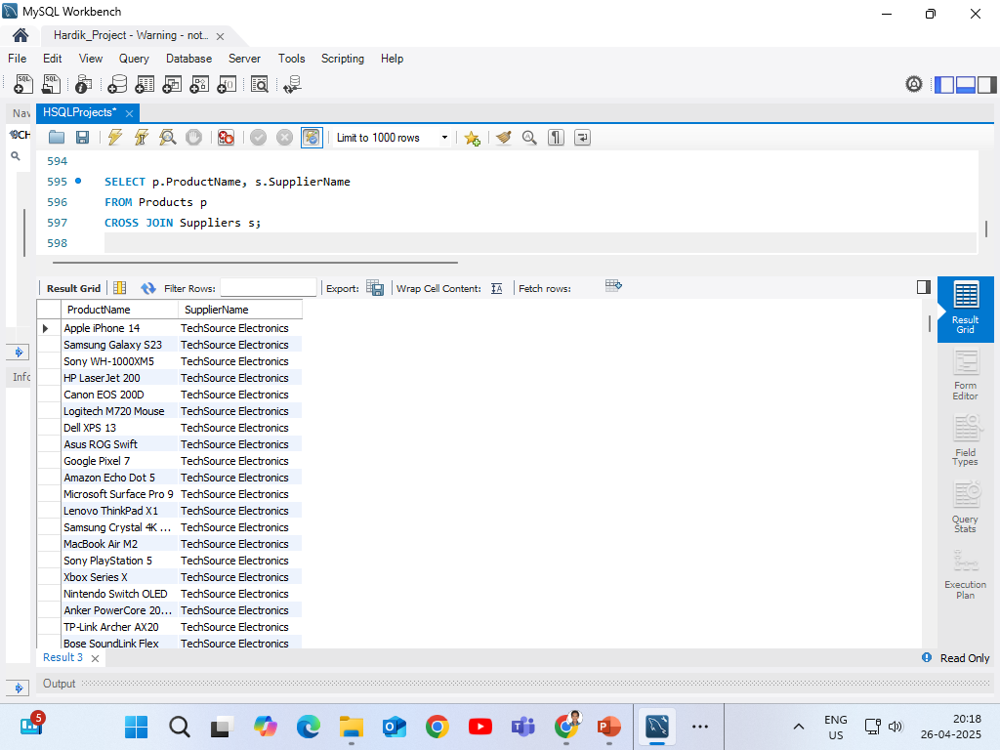 MySQL Workbench
Hardik_Project - Warning - not...
File Edit View Query Database Server Tools Scripting Help
Nav
HSQLProjects*
SCH
Limit to 1000 rows
594
595 SELECT p.ProductName, s.SupplierName
596 FROM Products p
597 CROSS JOIN Suppliers s;
598
Result Grid Filter Rows: Export: Wrap Cell Content: Fetch rows:
ProductName SupplierName
Apple iPhone 14 TechSource Electronics
Samsung Galaxy S23 TechSource Electronics
Sony WH-1000XM5 TechSource Electronics
HP LaserJet 200 TechSource Electronics
Canon EOS 200D TechSource Electronics
Logitech M720 Mouse TechSource Electronics
Dell XPS 13 TechSource Electronics
Asus ROG Swift TechSource Electronics
Google Pixel 7 TechSource Electronics
Amazon Echo Dot 5 TechSource Electronics
Microsoft Surface Pro 9 TechSource Electronics
Lenovo ThinkPad X1 TechSource Electronics
Samsung Crystal 4K ... TechSource Electronics
MacBook Air M2 TechSource Electronics
Sony PlayStation 5 TechSource Electronics
Xbox Series X TechSource Electronics
Nintendo Switch OLED TechSource Electronics
Anker PowerCore 20... TechSource Electronics
TP-Link Archer AX20 TechSource Electronics
Bose SoundLink Flex TechSource Electronics
Result
Grid
Form
Editor
Field
Types
Query
Stats
Execution
Plan
Info
Result 3
Read Only
Output
5
ENG
US
20:18
26-04-2025